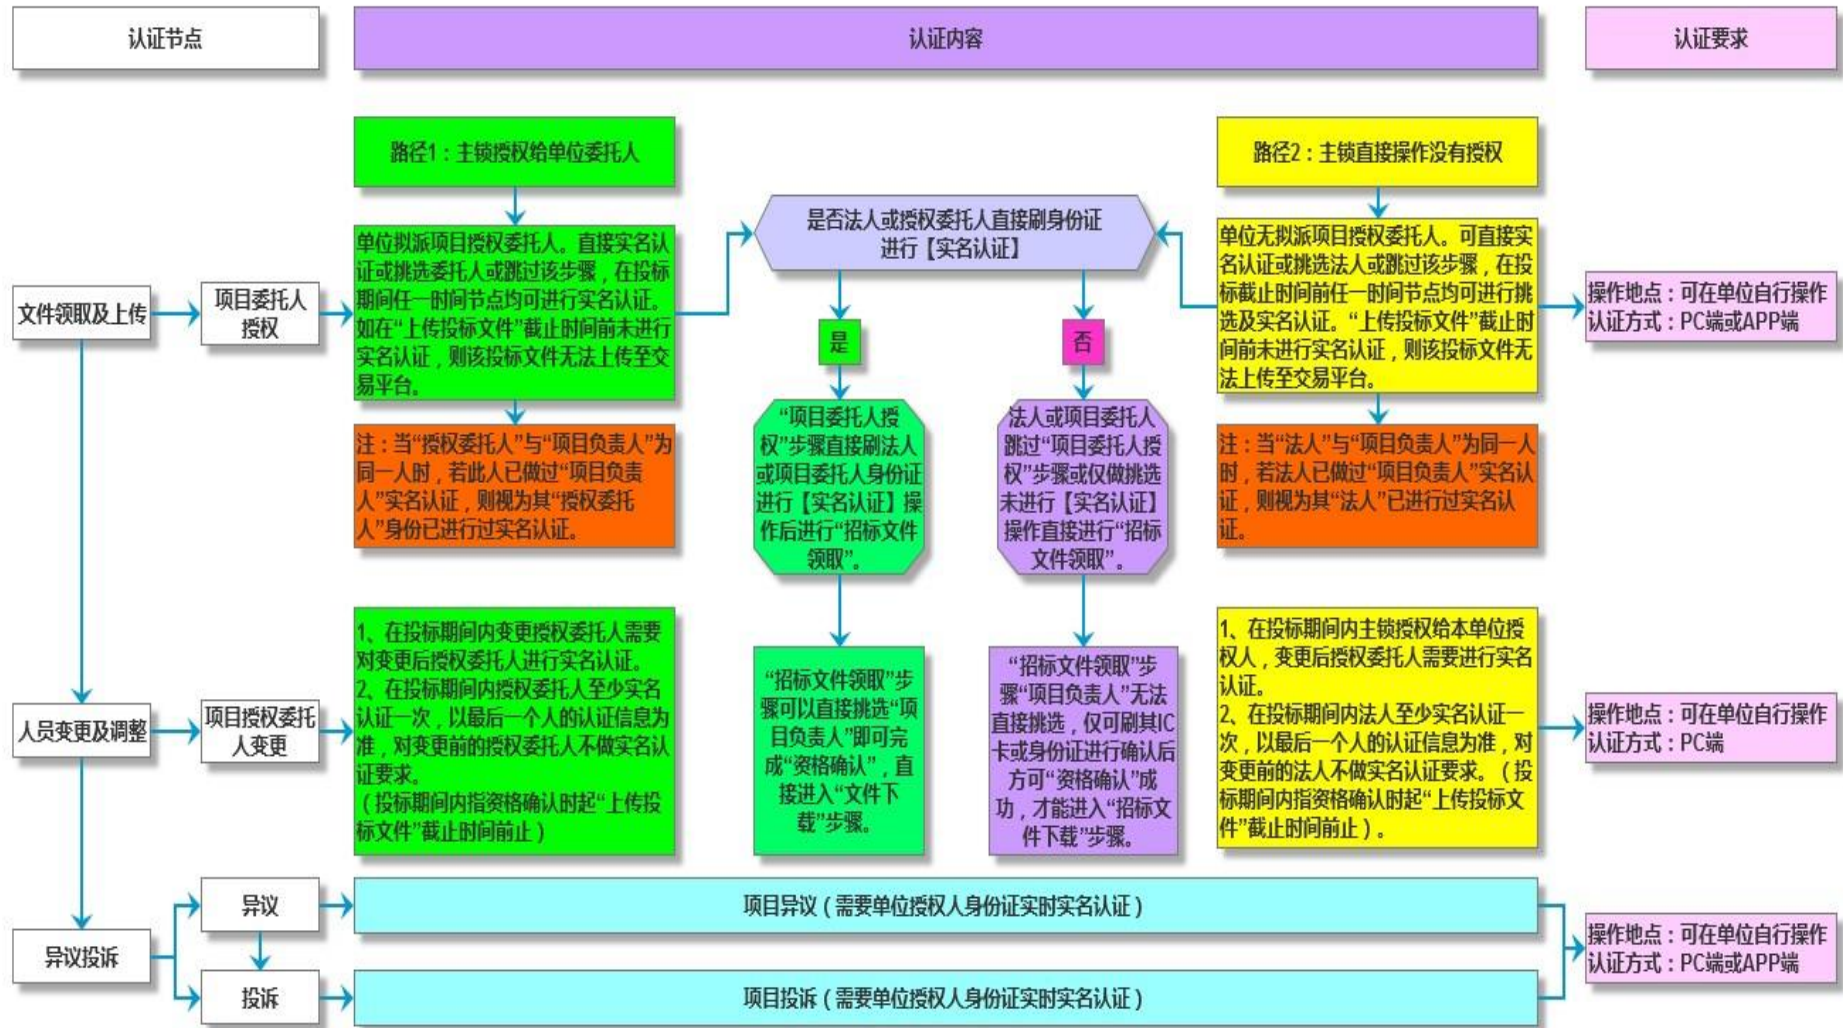 认证节点
认证内容
认证要求
路径1：主锁授权给单位委托人
路径2：主锁直接操作没有授权
文件领取及上传
项目委托人
授权
单位拟派项目授权委托人。直接实名认
证或挑选委托人或跳过该步骤，在投标
期间任一时间节点均可进行实名认证。
如在“上传投标文件”截止时间前未进行
实名认证，则该投标文件无法上传至交
易平台。
注：当“授权委托人”与“项目负责人”为
同一人时，若此人已做过“项目负责
人”实名认证，则视为其“授权委托
人”身份已进行过实名认证。
是否法人或授权委托人直接刷身份证
进行【实名认证】
是
否
“项目委托人授
权”步骤直接刷法人
或项目委托人身份证
进行【实名认证】操
作后进行“招标文件
领取”。
法人或项目委托人
跳过“项目委托人授
权”步骤或仅做挑选
未进行【实名认证】
操作直接进行“招标
文件领取”。
单位无拟派项目授权委托人。可直接实
名认证或挑选法人或跳过该步骤，在投
标截止时间前任一时间节点均可进行挑
选及实名认证。“上传投标文件”截止时
间前未进行实名认证，则该投标文件无
法上传至交易平台。
注：当“法人”与“项目负责人”为同一人
时，若法人已做过“项目负责人”实名认
证，则视为其“法人”已进行过实名认
证。
操作地点：可在单位自行操作
认证方式：PC端或APP端
人员变更及调整
项目授权委托
人变更
1、在投标期间内变更授权委托人需要
对变更后授权委托人进行实名认证。
2、在投标期间内授权委托人至少实名
认证一次，以最后一个人的认证信息为
准，对变更前的授权委托人不做实名认
证要求。
（投标期间内指资格确认时起“上传投
标文件”截止时间前止）
“招标文件领取”步
骤可以直接挑选“项
目负责人”即可完
成“资格确认”，直
接进入“文件下
载”步骤。
“招标文件领取”步
骤“项目负责人”无法
直接挑选，仅可刷其IC
卡或身份证进行确认后
方可“资格确认”成
功，才能进入“招标文
件下载”步骤。
1、在投标期间内主锁授权给本单位授
权人，变更后授权委托人需要进行实名
认证。
2、在投标期间内法人至少实名认证一
次，以最后一个人的认证信息为准，对
变更前的法人不做实名认证要求。（投
标期间内指资格确认时起“上传投标文
件”截止时间前止）。
操作地点：可在单位自行操作
认证方式：PC端
异议投诉
异议
项目异议（需要单位授权人身份证实时实名认证）
投诉
项目投诉（需要单位授权人身份证实时实名认证）
操作地点：可在单位自行操作
认证方式：PC端或APP端